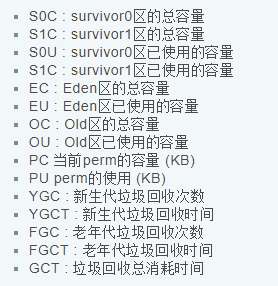 S0C : survivor0区的总容量
S1C : survivor1区的总容量
S0U : survivor0区已使用的容量
S1C : survivor1区已使用的容量
EC : Eden区的总容量
EU : Eden区已使用的容量
OC : Old区的总容量
OU : Old区已使用的容量
PC 当前perm的容量 (KB)
PU perm的使用 (KB)
YGC : 新生代垃圾回收次数
YGCT : 新生代垃圾回收时间
FGC : 老年代垃圾回收次数
FGCT : 老年代垃圾回收时间
GCT : 垃圾回收总消耗时间